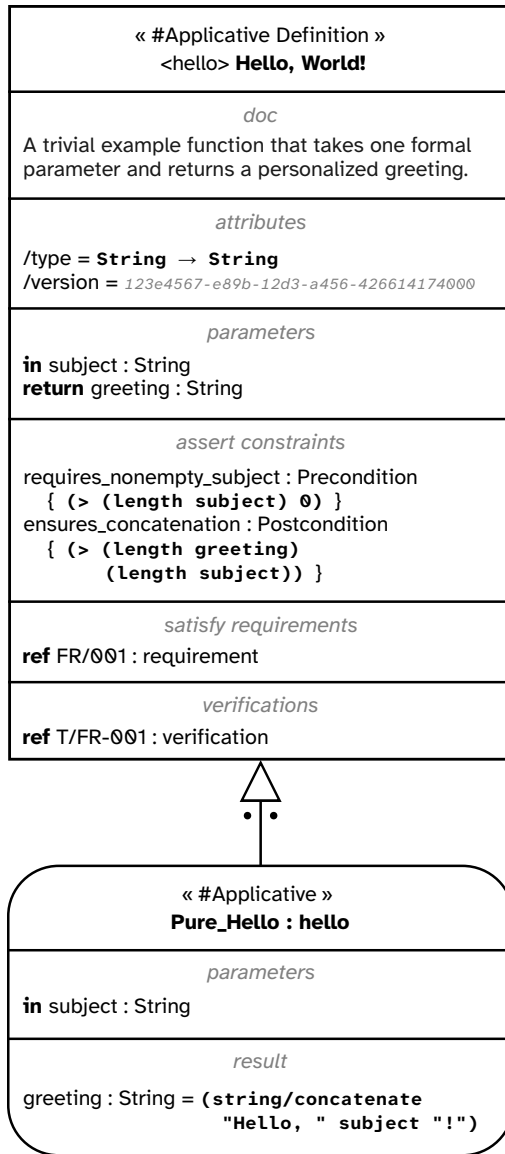 « #Applicative Definition »
<hello> Hello, World!
doc
A trivial example function that takes one formal
parameter and returns a personalized greeting.
attributes
/type = String → String
/version = 123e4567-e89b-12d3-a456-426614174000
parameters
in subject : String
return greeting : String
assert constraints
requires_nonempty_subject : Precondition
{ (> (length subject) 0) }
ensures_concatenation : Postcondition
{ (> (length greeting)
(length subject)) }
satisfy requirements
ref FR/001 : requirement
verifications
ref T/FR-001 : verification
« #Applicative »
Pure_Hello : hello
parameters
in subject : String
result
greeting : String = (string/concatenate
"Hello, " subject "!")